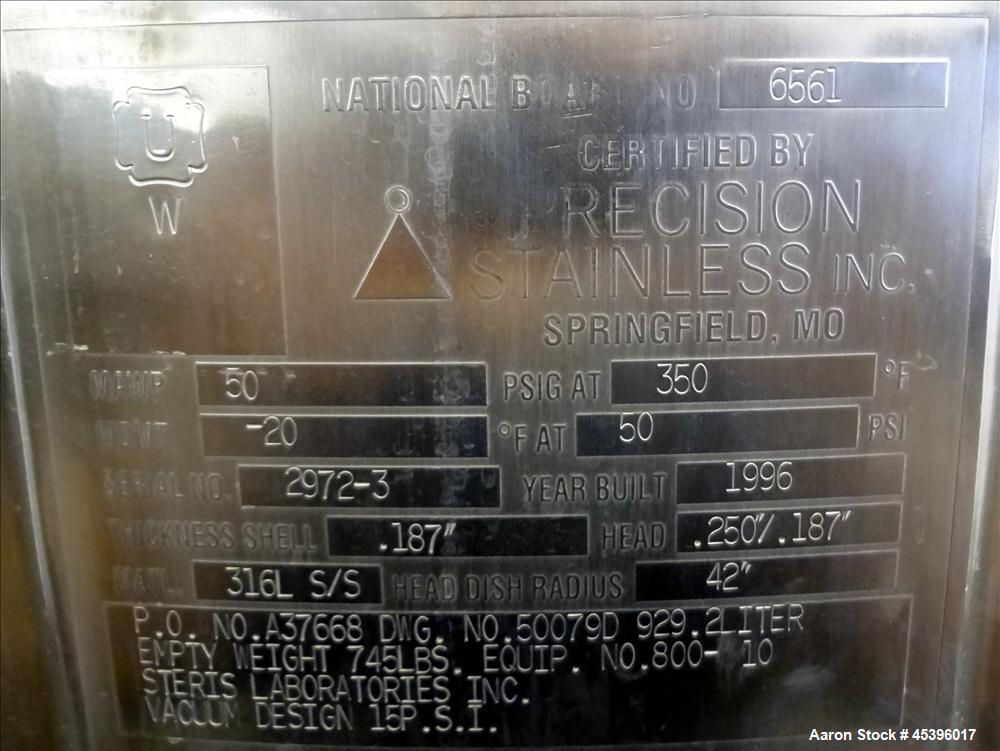 U
W
NATIONAL BOARD NO 6561
CERTIFIED BY
PRECISION
STAINLESS INC.
SPRINGFIELD, MO
MAWP 50 PSIG AT 350 °F
MDMT -20 °F AT 50 PSI
SERIAL NO. 2972-3 YEAR BUILT 1996
THICKNESS SHELL .187" HEAD .250"/.187"
MAT'L. 316L S/S HEAD DISH RADIUS 42"
P.O. NO.A37668 DWG. NO.50079D 929.2LITER
EMPTY WEIGHT 745LBS. EQUIP. NO.
STERIS LABORATORIES INC.
VACUUM DESIGN 15P.S.I.
Aaron Stock # 45396017